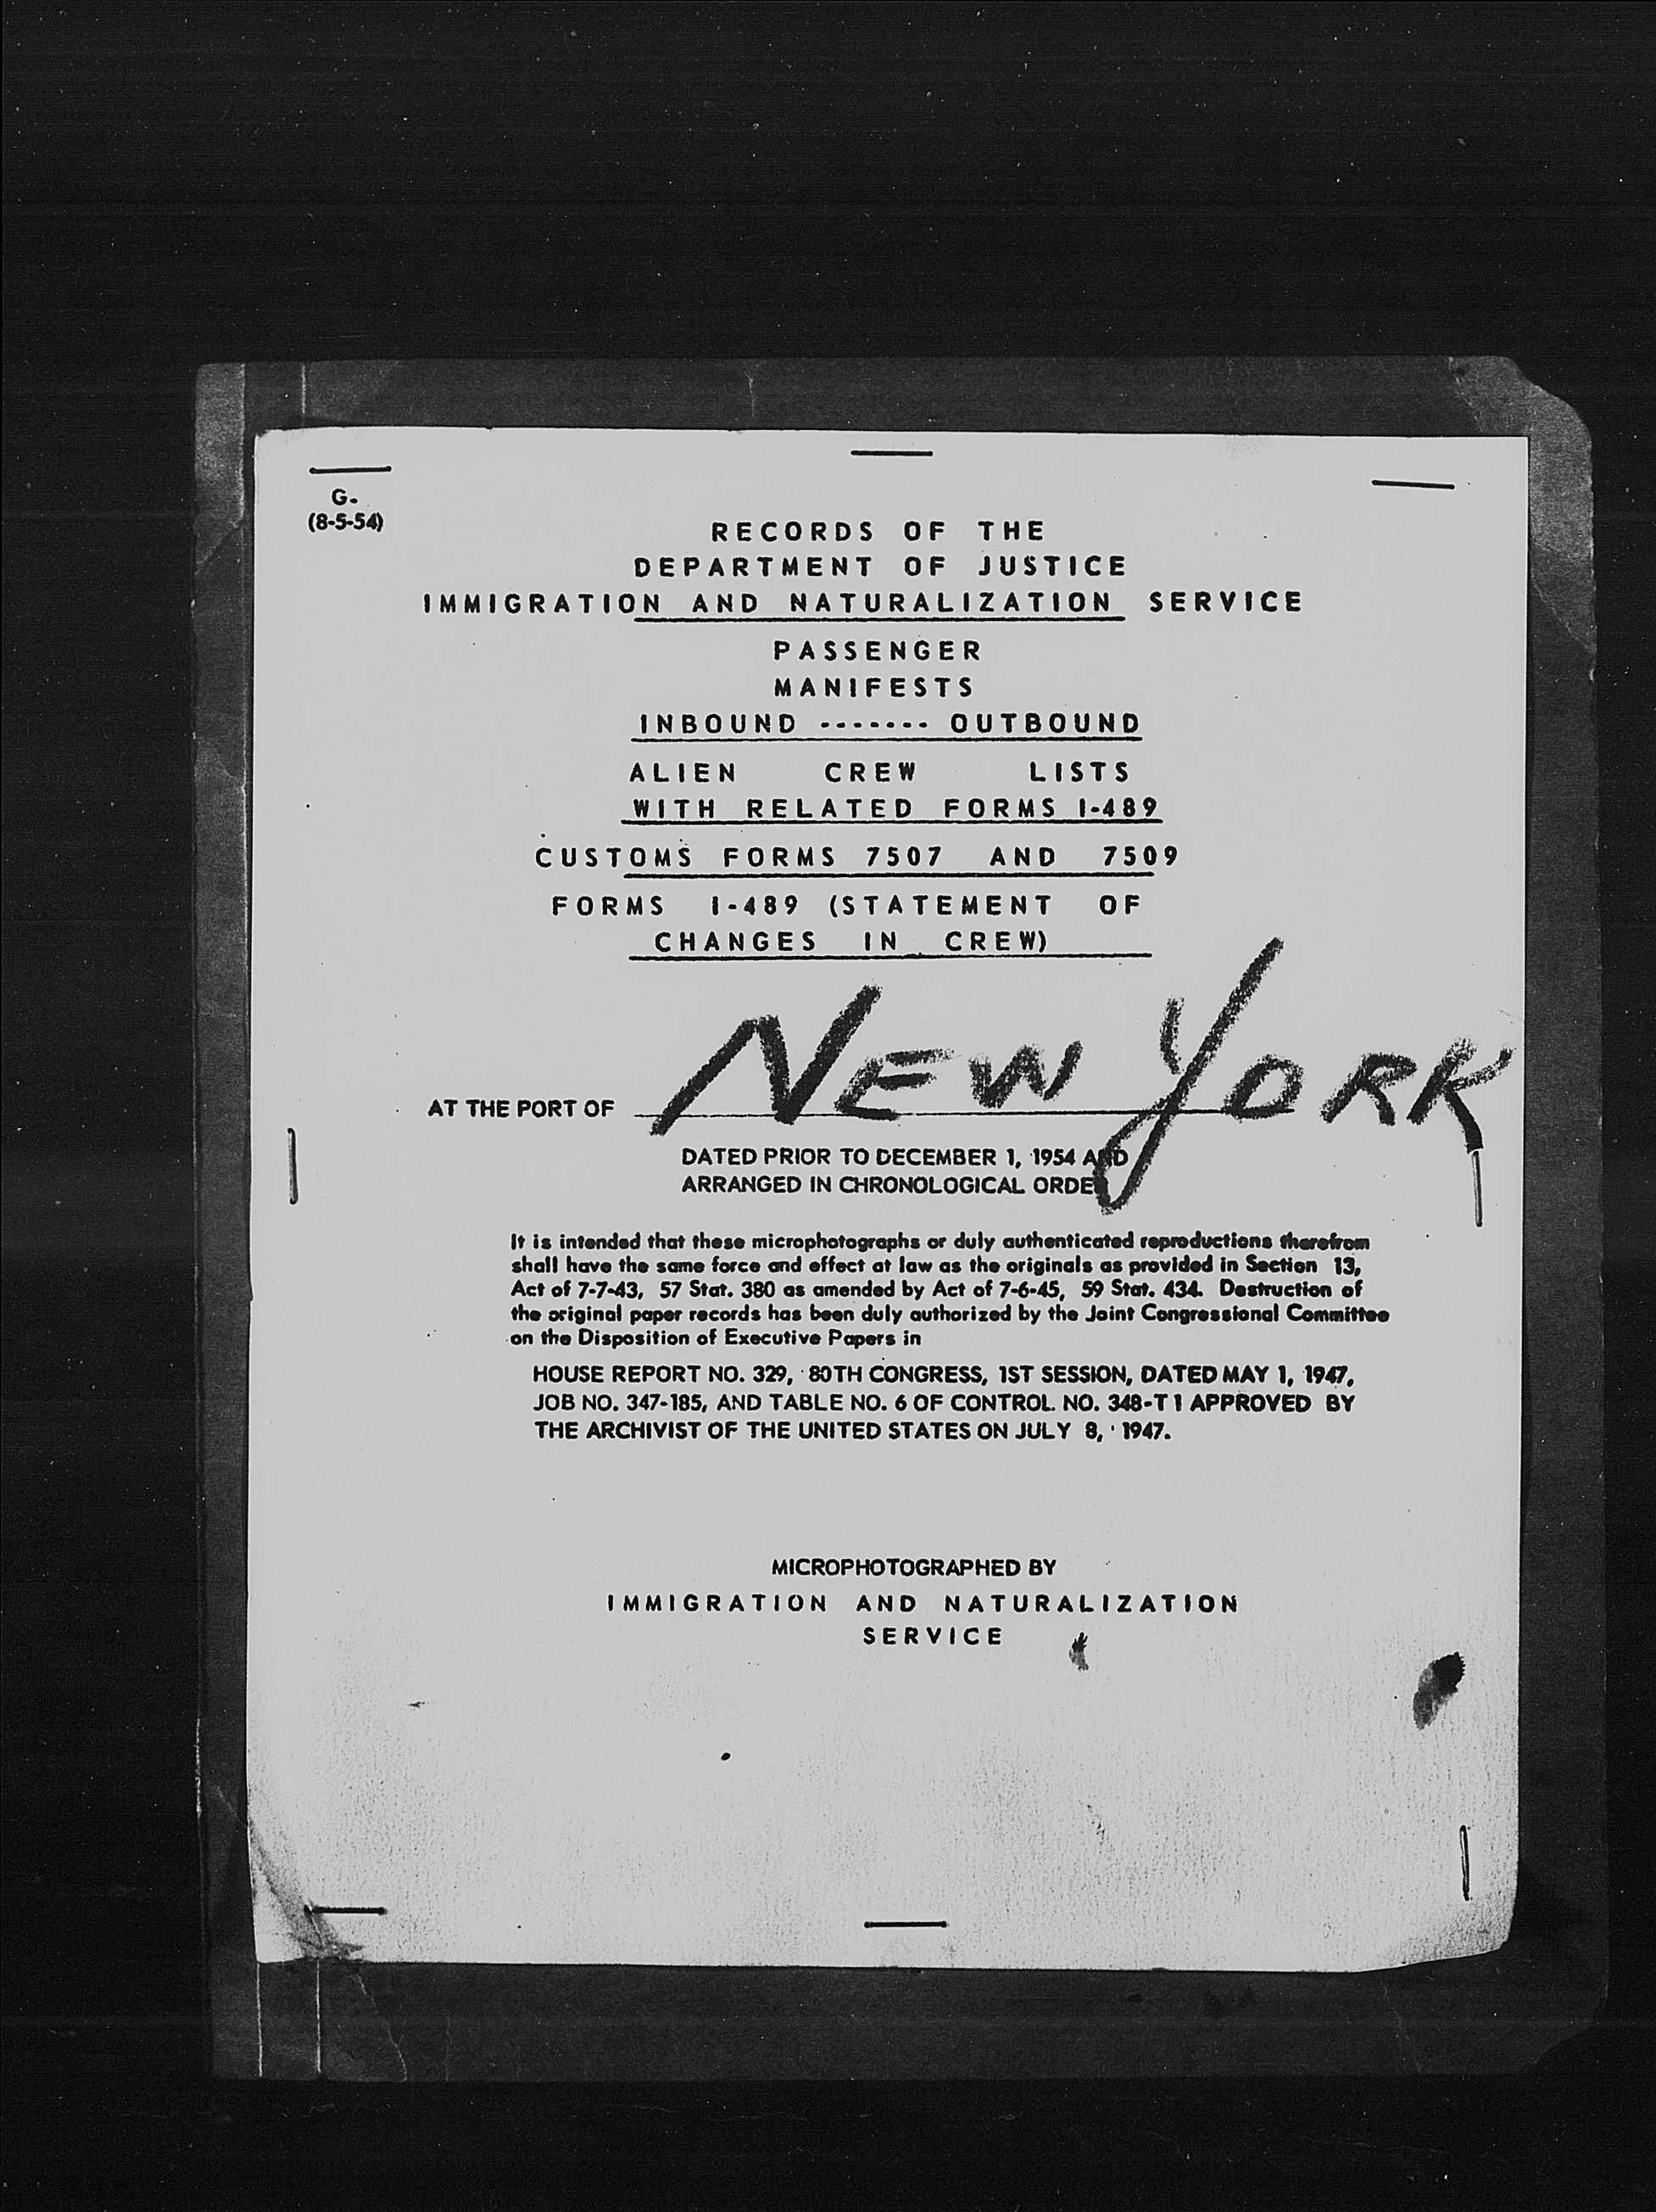 G-
(8-5-54)
RECORDS OF THE
DEPARTMENT OF JUSTICE
IMMIGRATION AND NATURALIZATION SERVICE
PASSENGER
MANIFESTS
INBOUND ------- OUTBOUND
ALIEN CREW LISTS
WITH RELATED FORMS I-489
CUSTOMS FORMS 7507 AND 7509
FORMS I-489 (STATEMENT OF
CHANGES IN CREW)
AT THE PORT OF NEW YORK
DATED PRIOR TO DECEMBER 1, 1954 AND
ARRANGED IN CHRONOLOGICAL ORDER
It is intended that these microphotographs or duly authenticated reproductions therefrom
shall have the same force and effect at law as the originals as provided in Section 13,
Act of 7-7-43, 57 Stat. 380 as amended by Act of 7-6-45, 59 Stat. 434. Destruction of
the original paper records has been duly authorized by the Joint Congressional Committee
on the Disposition of Executive Papers in
HOUSE REPORT NO. 329, 80TH CONGRESS, 1ST SESSION, DATED MAY 1, 1947,
JOB NO. 347-185, AND TABLE NO. 6 OF CONTROL NO. 348-T1 APPROVED BY
THE ARCHIVIST OF THE UNITED STATES ON JULY 8, 1947.
MICROPHOTOGRAPHED BY
IMMIGRATION AND NATURALIZATION
SERVICE